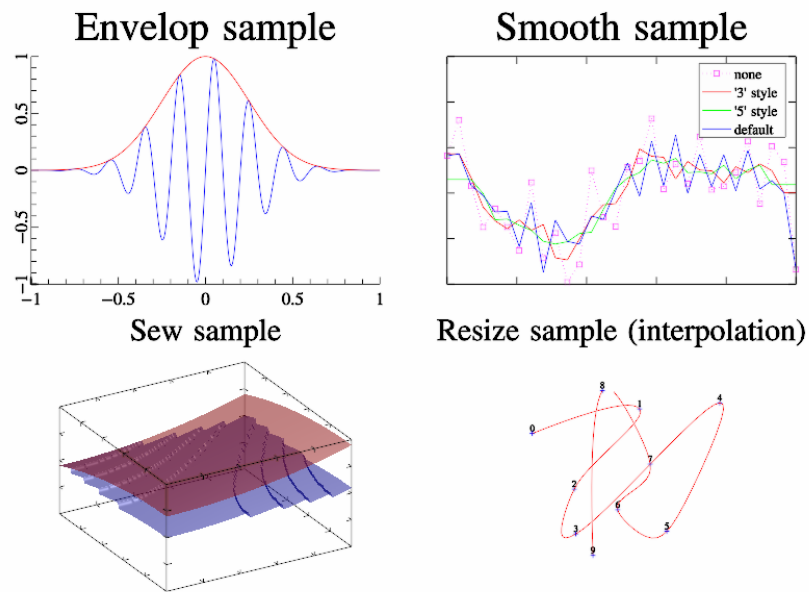 Envelop sample
1
0.5
0
−0.5
−1
−1
−0.5
0
0.5
1
Smooth sample
none
'3' style
'5' style
default
Sew sample
Resize sample (interpolation)
8
4
1
0
7
2
6
5
3
9